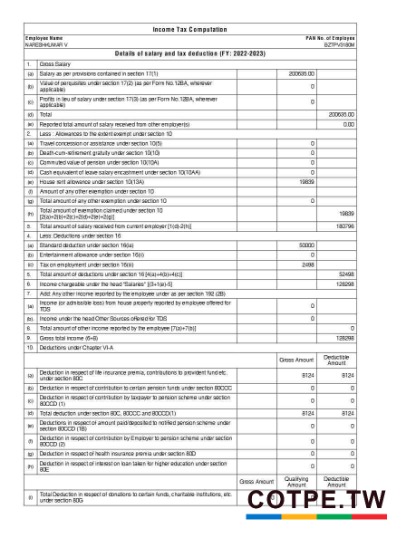 Income Tax Computation
Employee Name PAN No. of Employee
Details of salary and tax deduction (FY: 2022-2023)
1. Gross Salary
(a) Salary as per provisions contained in section 17(1) 200635.00
(b) Value of perquisites under section 17(2) (as per Form No.12BA, wherever
applicable) 0
(c) Profits in lieu of salary under section 17(3) (as per Form No.12BA, wherever
applicable) 0
(d) Total 200635.00
(e) Reported total amount of salary received from other employer(s) 0.00
2. Less : Allowances to the extent exempt under section 10
(a) Travel concession or assistance under section 10(5) 0
(b) Death-cum-retirement gratuity under section 10(10) 0
(c) Commuted value of pension under section 10(10A) 0
(d) Cash equivalent of leave salary encashment under section 10(10AA) 0
(e) House rent allowance under section 10(13A) 19839
(f) Amount of any other exemption under section 10
(g) Total amount of any other exemption under section 10 0
(h) Total amount of exemption claimed under section 10
[2(a)+2(b)+2(c)+2(d)+2(e)+2(g)] 19839
3. Total amount of salary received from current employer [1(d)-2(h)] 180796
4. Less: Deductions under section 16
(a) Standard deduction under section 16(ia) 50000
(b) Entertainment allowance under section 16(ii) 0
(c) Tax on employment under section 16(iii) 2498
5. Total amount of deductions under section 16 [4(a)+4(b)+4(c)] 52498
6. Income chargeable under the head "Salaries" [(3+1(e)-5] 128298
7. Add: Any other income reported by the employee under as per section 192 (2B)
(a) Income (or admissible loss) from house property reported by employee offered for
TDS 0
(b) Income under the head Other Sources offered for TDS 0
8. Total amount of other income reported by the employee [7(a)+7(b)] 0
9. Gross total income (6+8) 128298
10. Deductions under Chapter VI-A
Gross Amount Deductible
Amount
(a) Deduction in respect of life insurance premia, contributions to provident fund etc.
under section 80C 8124 8124
(b) Deduction in respect of contribution to certain pension funds under section 80CCC 0 0
(c) Deduction in respect of contribution by taxpayer to pension scheme under section
80CCD (1) 0 0
(d) Total deduction under section 80C, 80CCC and 80CCD(1) 8124 8124
(e) Deductions in respect of amount paid/deposited to notified pension scheme under
section 80CCD (1B) 0 0
(f) Deduction in respect of contribution by Employer to pension scheme under section
80CCD (2) 0 0
(g) Deduction in respect of health insurance premia under section 80D 0 0
(h) Deduction in respect of interest on loan taken for higher education under section
80E 0 0
Gross Amount Qualifying
Amount Deductible
Amount
(i) Total Deduction in respect of donations to certain funds, charitable institutions, etc.
under section 80G
COTPE.TW